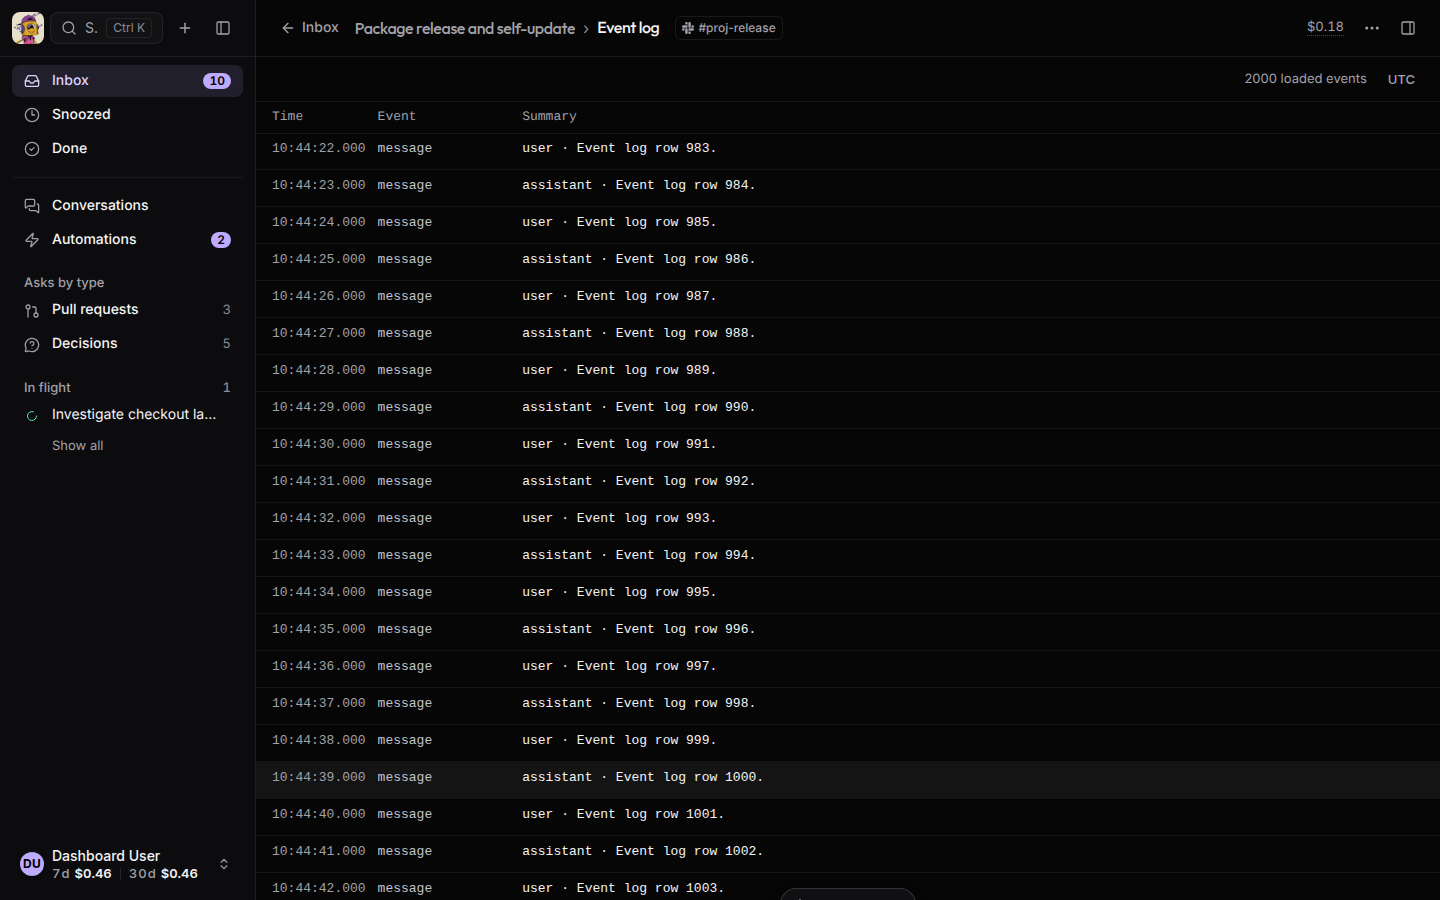 S. Ctrl K
Inbox 10
Snoozed
Done
Conversations
Automations 2
Asks by type
Pull requests 3
Decisions 5
In flight 1
Investigate checkout la...
Show all
DU Dashboard User
7d $0.46 | 30d $0.46
Inbox Package release and self-update › Event log #proj-release $0.18
2000 loaded events UTC
Time Event Summary
10:44:22.000 message user · Event log row 983.
10:44:23.000 message assistant · Event log row 984.
10:44:24.000 message user · Event log row 985.
10:44:25.000 message assistant · Event log row 986.
10:44:26.000 message user · Event log row 987.
10:44:27.000 message assistant · Event log row 988.
10:44:28.000 message user · Event log row 989.
10:44:29.000 message assistant · Event log row 990.
10:44:30.000 message user · Event log row 991.
10:44:31.000 message assistant · Event log row 992.
10:44:32.000 message user · Event log row 993.
10:44:33.000 message assistant · Event log row 994.
10:44:34.000 message user · Event log row 995.
10:44:35.000 message assistant · Event log row 996.
10:44:36.000 message user · Event log row 997.
10:44:37.000 message assistant · Event log row 998.
10:44:38.000 message user · Event log row 999.
10:44:39.000 message assistant · Event log row 1000.
10:44:40.000 message user · Event log row 1001.
10:44:41.000 message assistant · Event log row 1002.
10:44:42.000 message user · Event log row 1003.